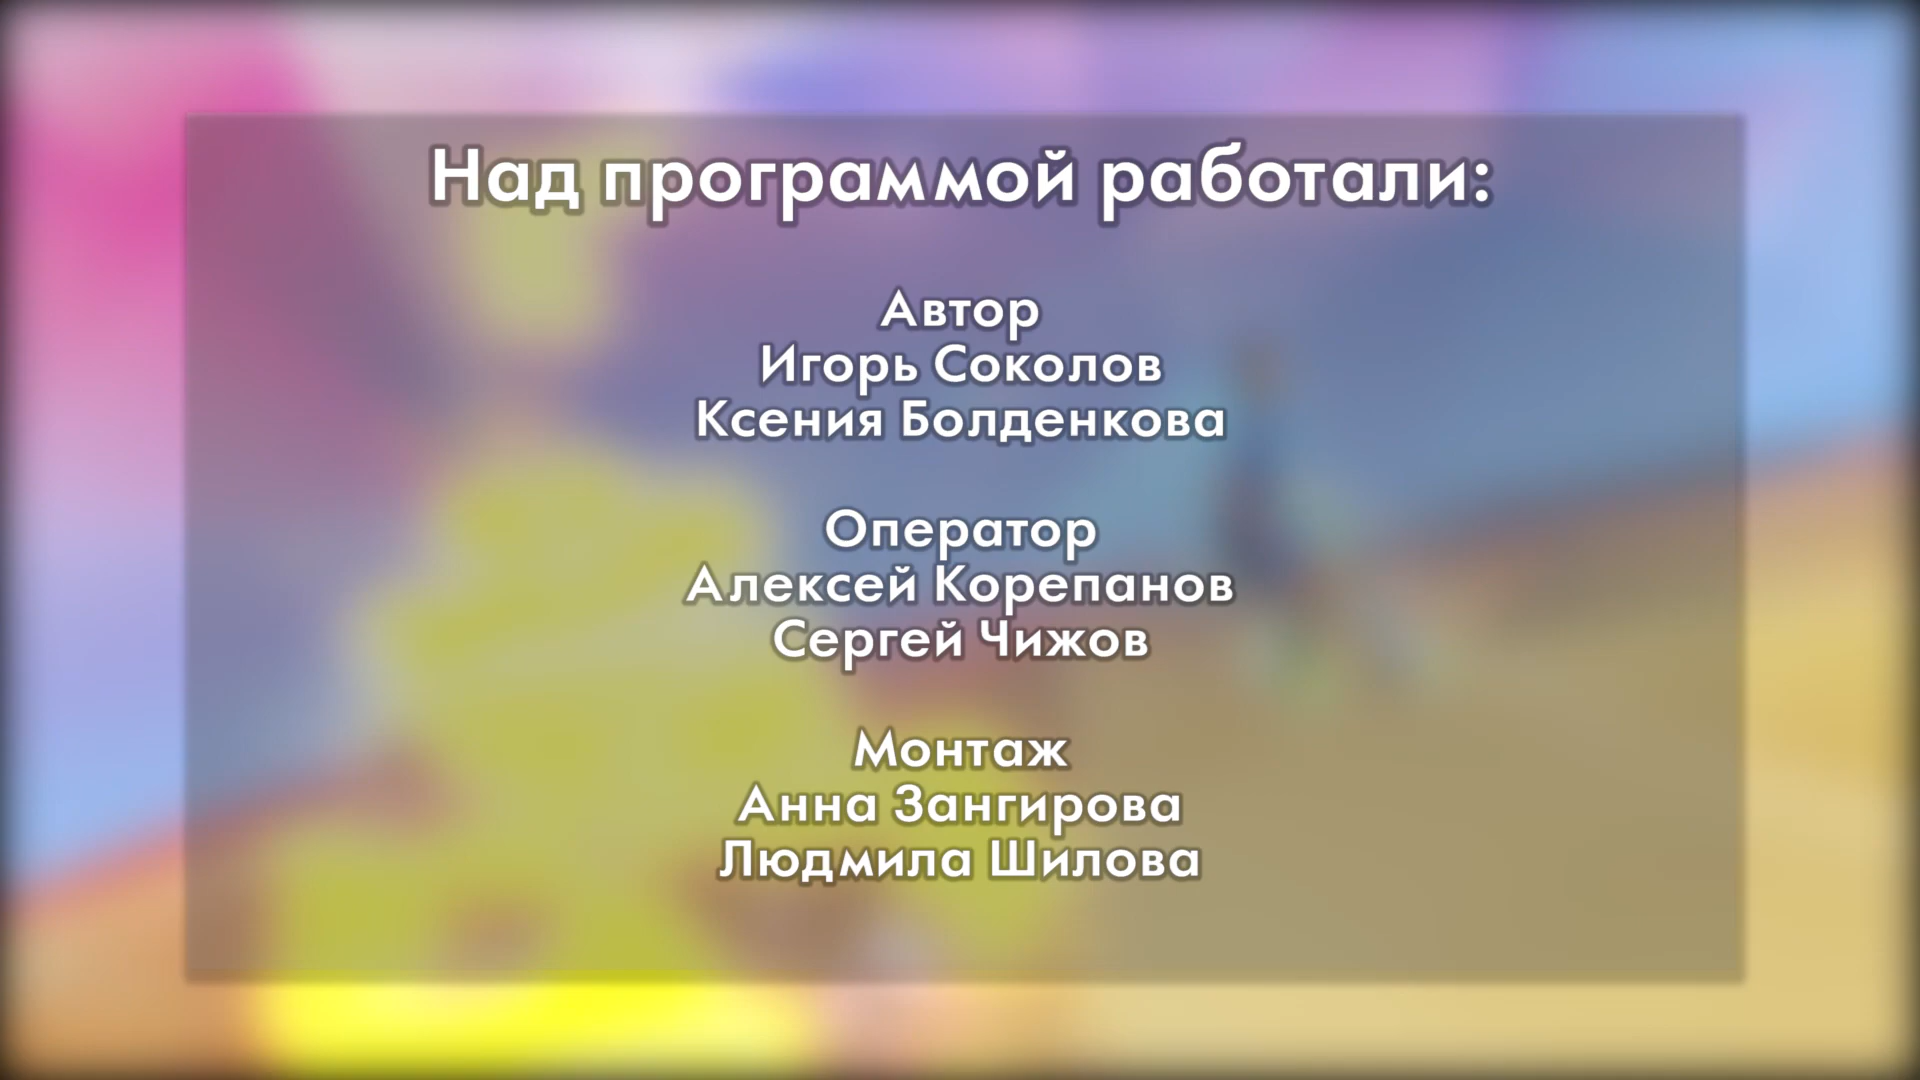 Над программой работали:
Автор
Игорь Соколов
Ксения Болденкова
Оператор
Алексей Корепанов
Сергей Чижов
Монтаж
Анна Зангирова
Людмила Шилова